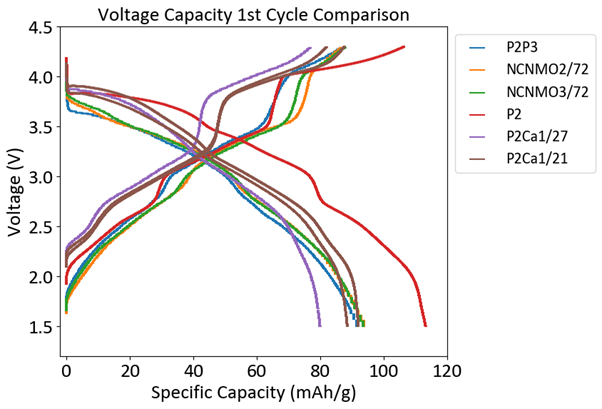 Voltage Capacity 1st Cycle Comparison
4.5
4.0
3.5
3.0
2.5
2.0
1.5
Voltage (V)
0 20 40 60 80 100 120
Specific Capacity (mAh/g)
P2P3
NCNMO2/72
NCNMO3/72
P2
P2Ca1/27
P2Ca1/21